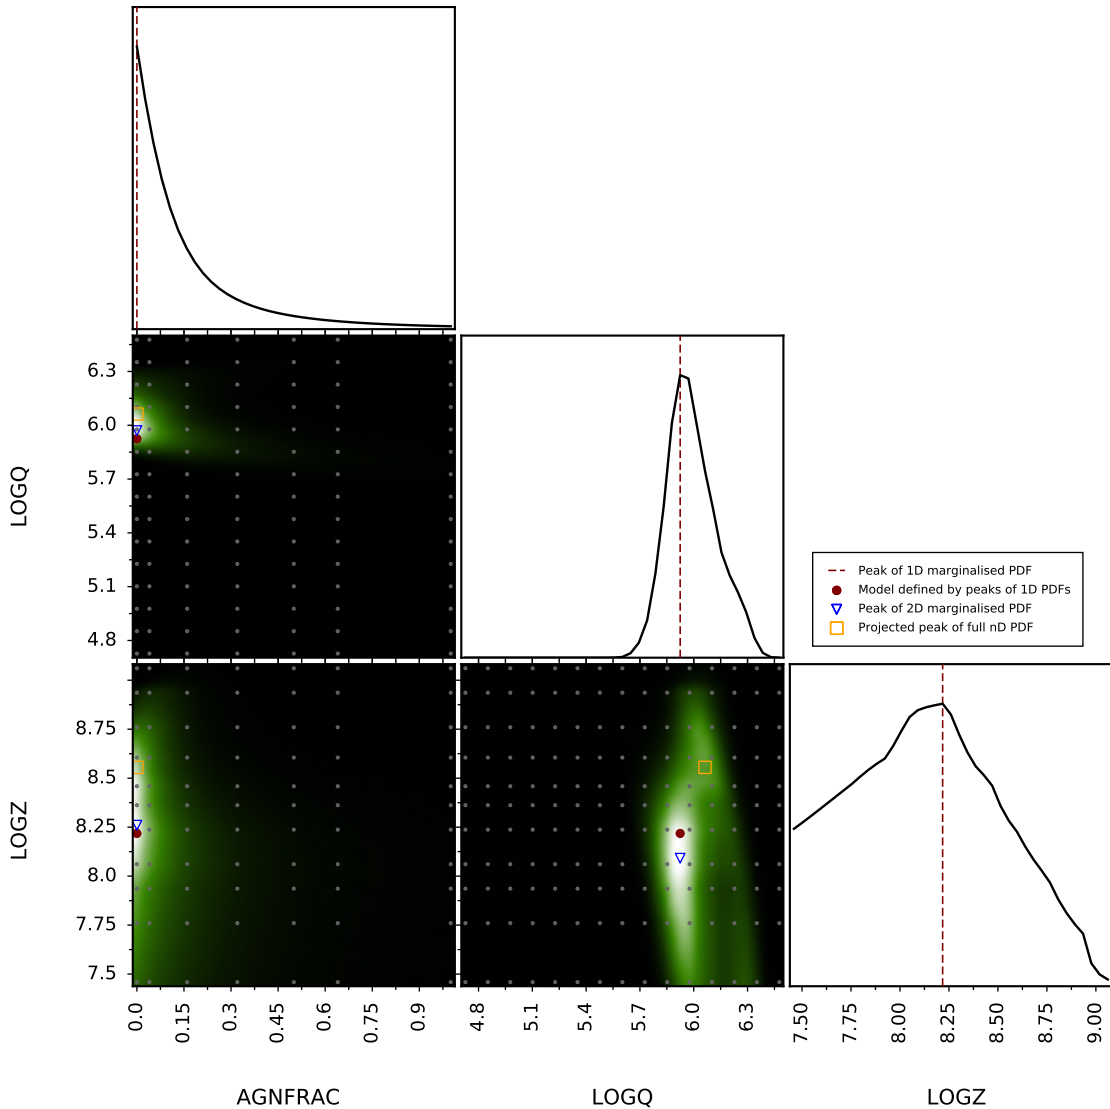 6.3
6.0
5.7
5.4
5.1
4.8
LOGQ
Peak of 1D marginalised PDF
Model defined by peaks of 1D PDFs
Peak of 2D marginalised PDF
Projected peak of full nD PDF
8.75
8.5
8.25
8.0
7.75
7.5
LOGZ
0.0 0.15 0.3 0.45 0.6 0.75 0.9
4.8 5.1 5.4 5.7 6.0 6.3
7.50 7.75 8.00 8.25 8.50 8.75 9.00
AGNFRAC
LOGQ
LOGZ